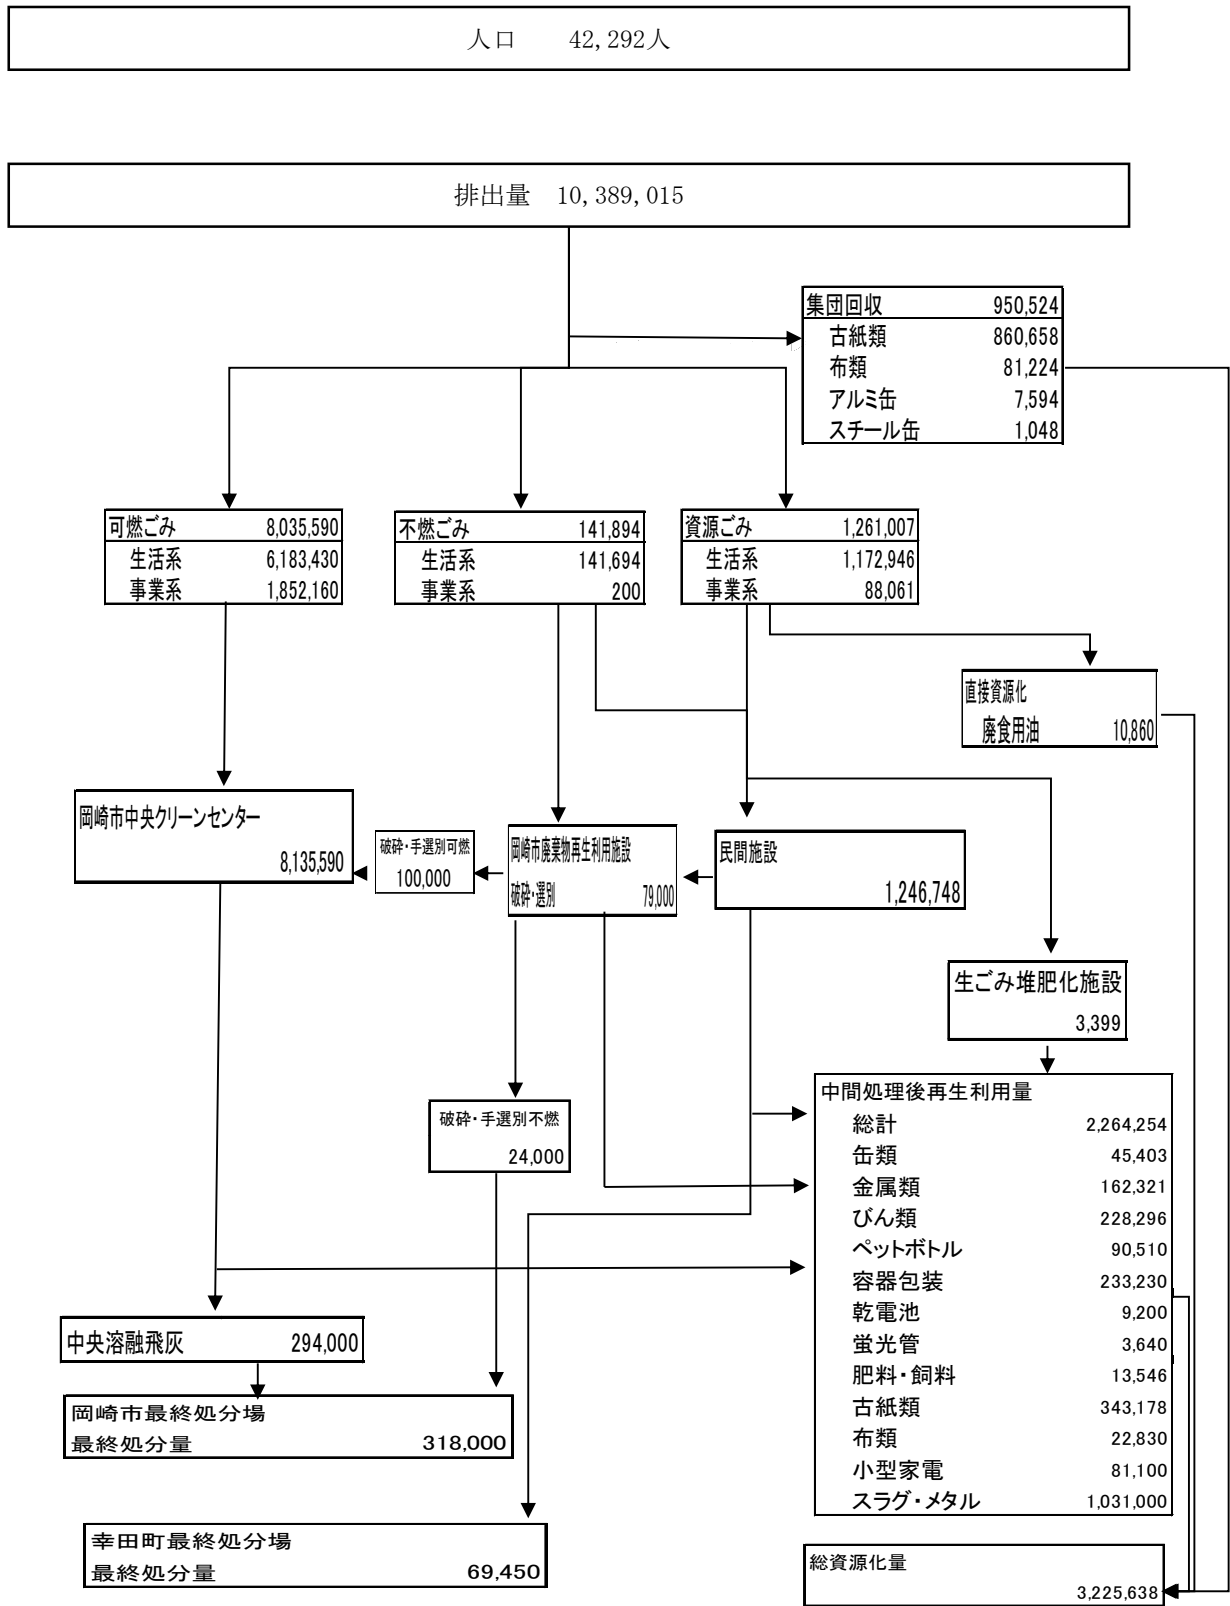 人口　　42,292人
排出量　10,389,015
集団回収 950,524
古紙類 860,658
布類 81,224
アルミ缶 7,594
スチール缶 1,048
可燃ごみ 8,035,590
生活系 6,183,430
事業系 1,852,160
不燃ごみ 141,894
生活系 141,694
事業系 200
資源ごみ 1,261,007
生活系 1,172,946
事業系 88,061
直接資源化
廃食用油 10,860
岡崎市中央クリーンセンター
8,135,590
破砕・手選別可燃
100,000
岡崎市廃棄物再生利用施設
破砕・選別 79,000
民間施設
1,246,748
生ごみ堆肥化施設
3,399
破砕・手選別不燃
24,000
中間処理後再生利用量
総計 2,264,254
缶類 45,403
金属類 162,321
びん類 228,296
ペットボトル 90,510
容器包装 233,230
乾電池 9,200
蛍光管 3,640
肥料・飼料 13,546
古紙類 343,178
布類 22,830
小型家電 81,100
スラグ・メタル 1,031,000
中央溶融飛灰 294,000
岡崎市最終処分場
最終処分量 318,000
幸田町最終処分場
最終処分量 69,450
総資源化量
3,225,638